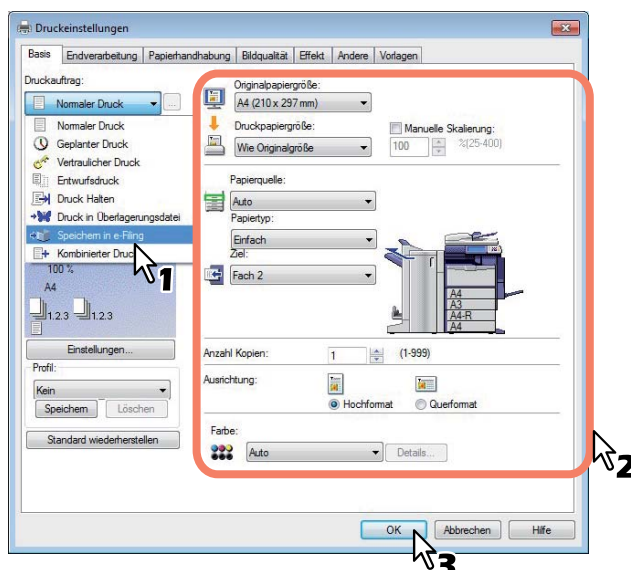 Druckeinstellungen
Basis Endverarbeitung Papierhandhabung Bildqualität Effekt Andere Vorlagen
Druckauftrag:
Normaler Druck ...
Normaler Druck
Geplanter Druck
Vertraulicher Druck
Entwurfsdruck
Druck Halten
Druck in Überlagerungsdatei
Speichern in e-Filing
Kombinierter Druc
1
100 %
A4
1.2.3 1.2.3
Einstellungen...
Profil:
Kein
Speichern Löschen
Standard wiederherstellen
Originalpapiergröße:
A4 (210 x 297 mm)
Druckpapiergröße:
Wie Originalgröße
Manuelle Skalierung:
100 %(25-400)
Papierquelle:
Auto
Papiertyp:
Einfach
Ziel:
Fach 2
A4
A3
A4-R
A4
Anzahl Kopien: 1 (1-999)
Ausrichtung:
Hochformat Querformat
Farbe:
Auto Details...
2
OK Abbrechen Hilfe
3